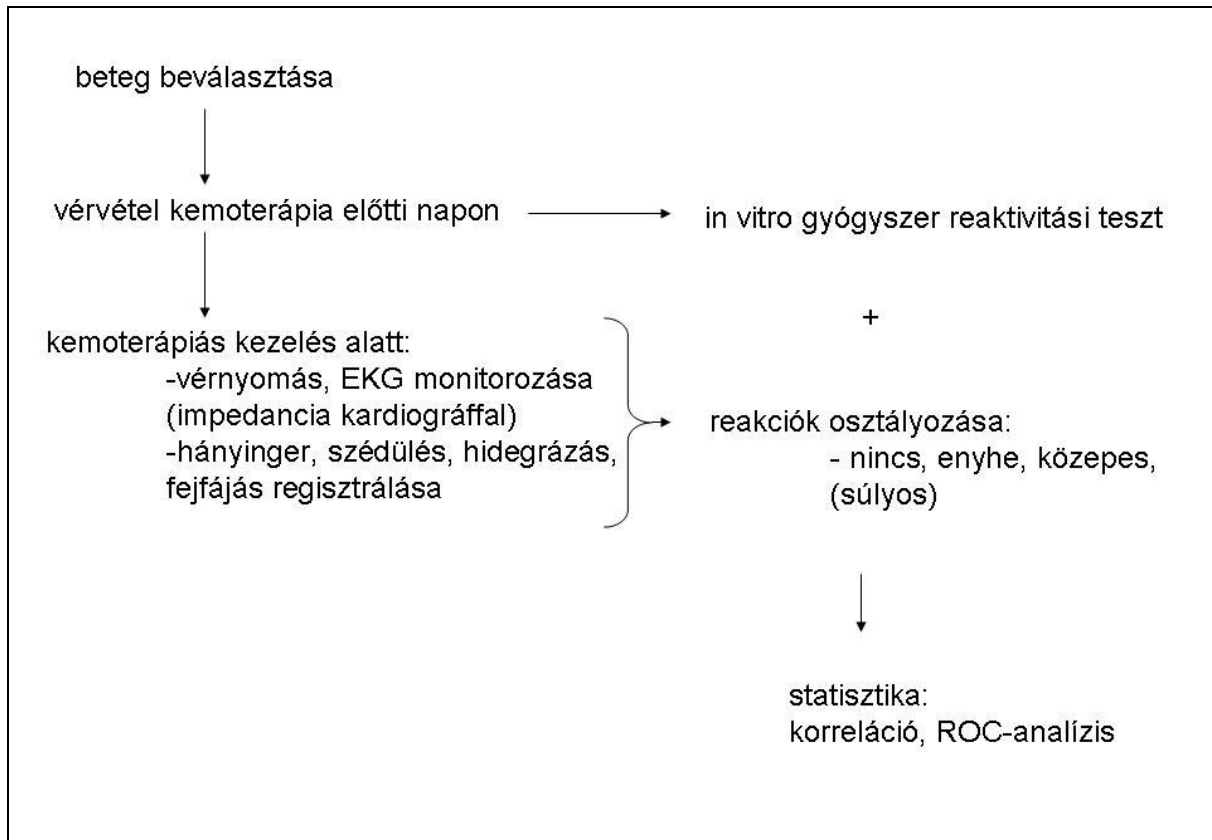 beteg beválasztása
vérvétel kemoterápia előtti napon
in vitro gyógyszer reaktivitási teszt
+
kemoterápiás kezelés alatt:
-vérnyomás, EKG monitorozása
(impedancia kardiográffal)
-hányinger, szédülés, hidegrázás,
fejfájás regisztrálása
reakciók osztályozása:
- nincs, enyhe, közepes,
(súlyos)
statisztika:
korreláció, ROC-analízis